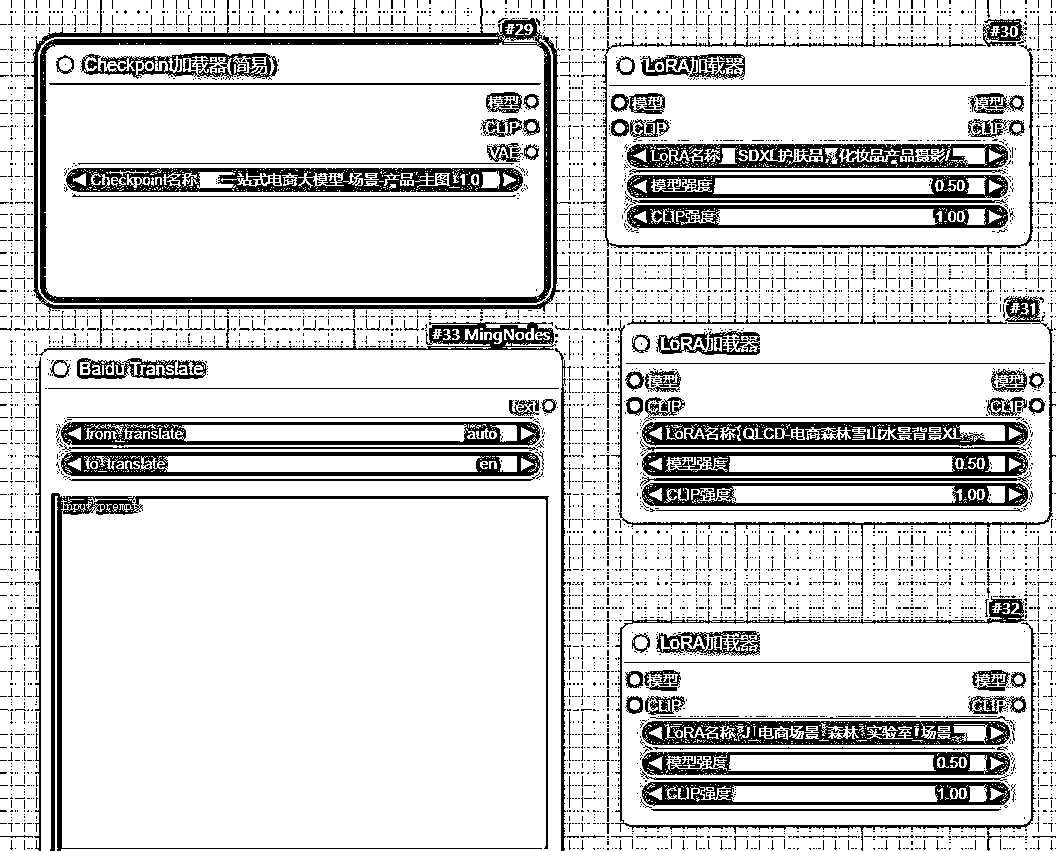 #29
Checkpoint加载器(简易)
模型
CLIP
VAE
Checkpoint名称 一站式电商大模型-场景-产品-主图_1.0
#33 MingNodes
Baidu Translate
text
from_translate auto
to_translate en
input prompt
#30
LoRA加载器
模型 模型
CLIP CLIP
LoRA名称 SDXL护肤品,化妆品产品摄影/...
模型强度 0.50
CLIP强度 1.00
#31
LoRA加载器
模型 模型
CLIP CLIP
LoRA名称 QLCD-电商森林雪山水景背景XL...
模型强度 0.50
CLIP强度 1.00
#32
LoRA加载器
模型 模型
CLIP CLIP
LoRA名称 电商场景 森林 实验室 场景...
模型强度 0.50
CLIP强度 1.00